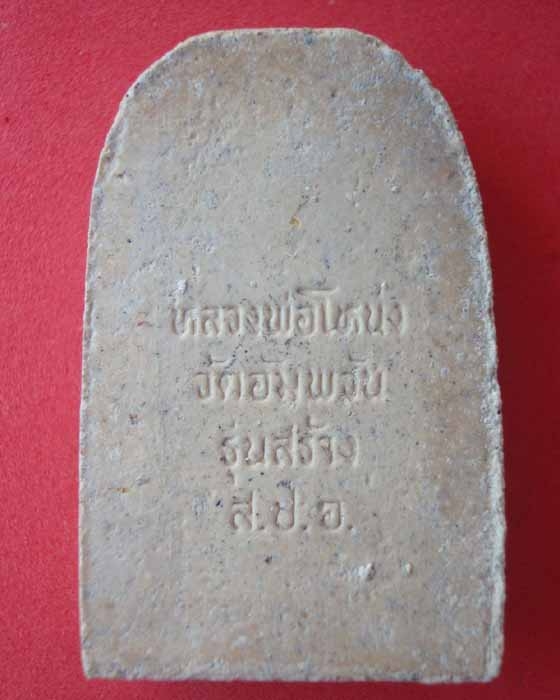 หลวงพ่อโหน่ง
วัดอัมพวัน
รุ่นสร้าง
ส.ป.อ.